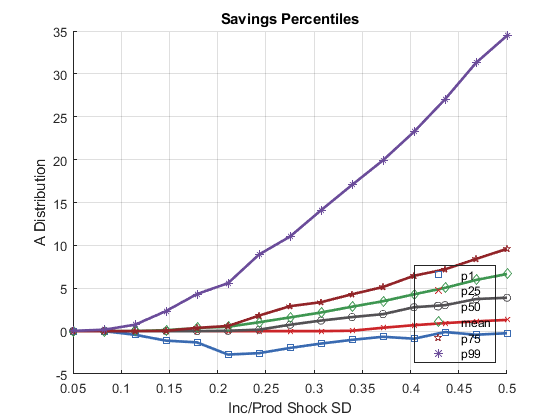 Savings Percentiles
35
30
25
20
15
10
5
0
-5
A Distribution
p1
p25
p50
mean
p75
p99
0.05 0.1 0.15 0.2 0.25 0.3 0.35 0.4 0.45 0.5
Inc/Prod Shock SD